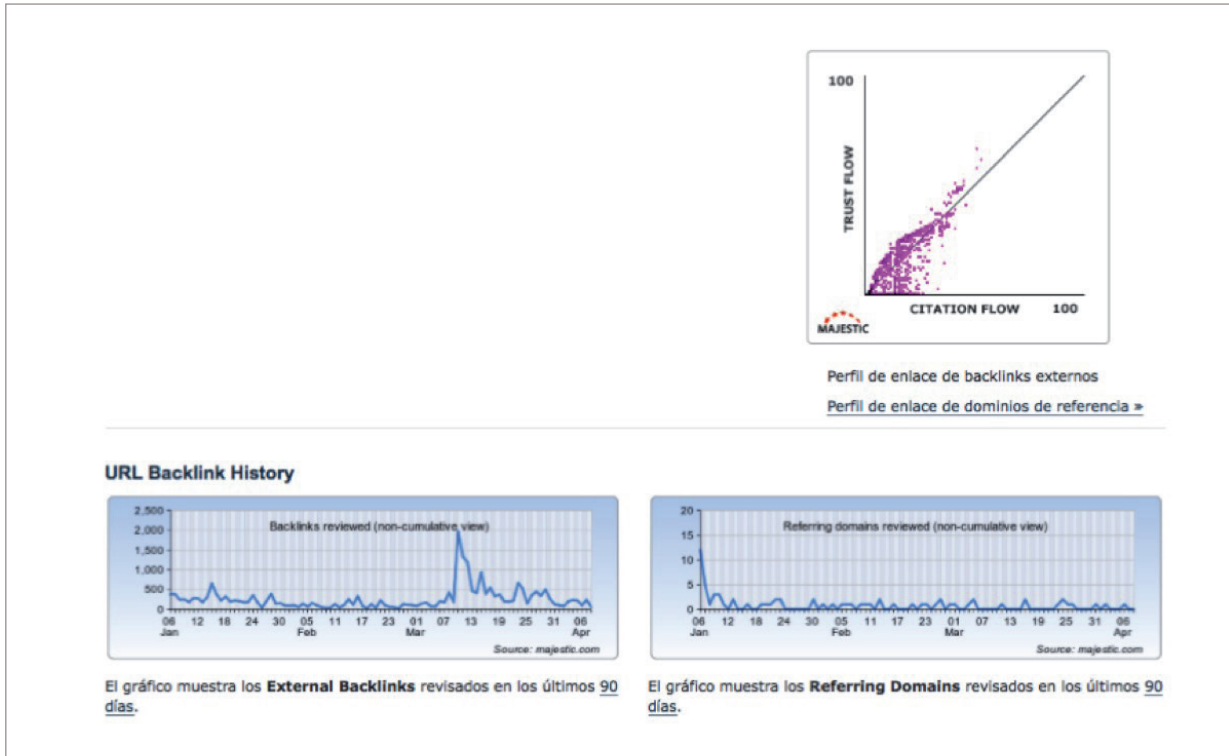 100
TRUST FLOW
CITATION FLOW 100
MAJESTIC
Perfil de enlace de backlinks externos
Perfil de enlace de dominios de referencia »
URL Backlink History
Backlinks reviewed (non-cumulative view)
2,500
2,000
1,500
1,000
500
0
06 12 18 24 30 05 11 17 23 01 07 13 19 25 31 06
Jan Feb Mar Apr
Source: majestic.com
El gráfico muestra los External Backlinks revisados en los últimos 90
días.
Referring domains reviewed (non-cumulative view)
20
15
10
5
0
06 12 18 24 30 05 11 17 23 01 07 13 19 25 31 06
Jan Feb Mar Apr
Source: majestic.com
El gráfico muestra los Referring Domains revisados en los últimos 90
días.